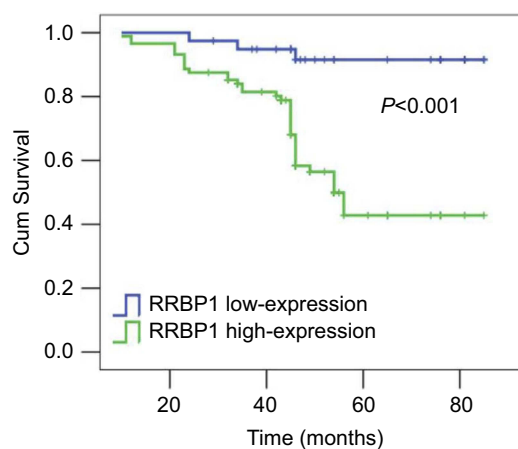 1.0
0.8
0.6
0.4
0.2
0.0
Cum Survival
P<0.001
RRBP1 low-expression
RRBP1 high-expression
20 40 60 80
Time (months)